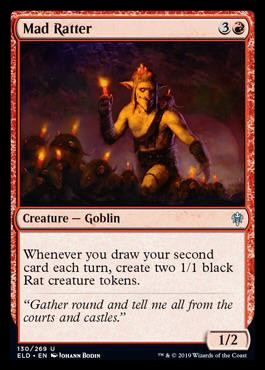 Mad Ratter 3
Creature — Goblin
Whenever you draw your second
card each turn, create two 1/1 black
Rat creature tokens.
“Gather round and tell me all from the
courts and castles.”
1/2
130/269 U
ELD • EN Johann Bodin
™ & © 2019 Wizards of the Coast